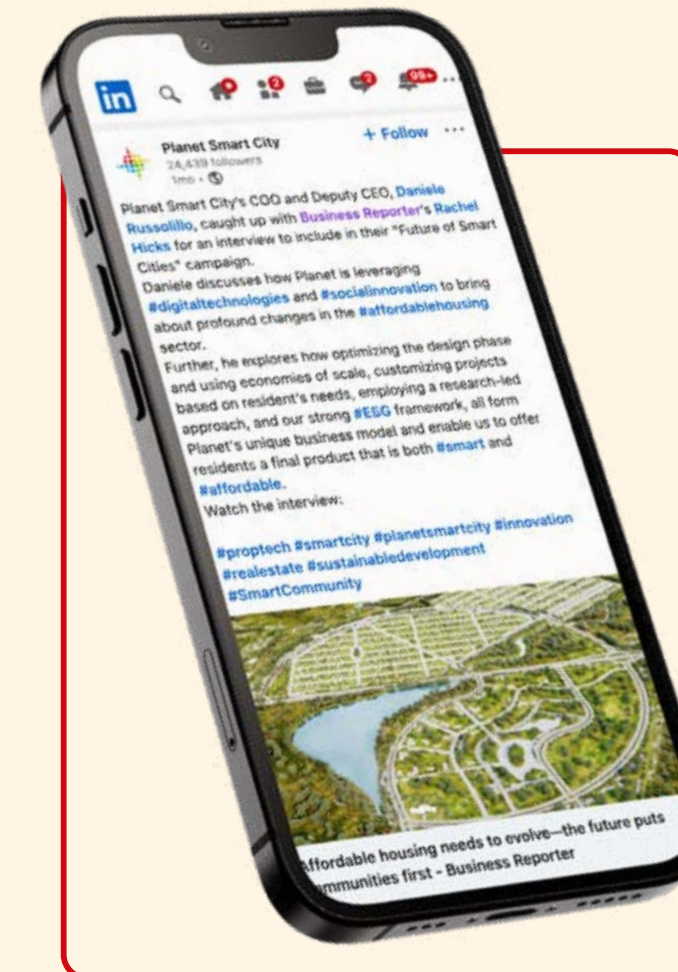 in
2
2
99+
Planet Smart City
+ Follow
24,439 followers
1mo •
Planet Smart City's COO and Deputy CEO, Daniele
Russolillo, caught up with Business Reporter's Rachel
Hicks for an interview to include in their "Future of Smart
Cities" campaign.
Daniele discusses how Planet is leveraging
#digitaltechnologies and #socialinnovation to bring
about profound changes in the #affordablehousing
sector.
Further, he explores how optimizing the design phase
and using economies of scale, customizing projects
based on resident's needs, employing a research-led
approach, and our strong #ESG framework, all form
Planet's unique business model and enable us to offer
residents a final product that is both #smart and
#affordable.
Watch the interview:
#proptech #smartcity #planetsmartcity #innovation
#realestate #sustainabledevelopment
#SmartCommunity
ffordable housing needs to evolve—the future puts
mmunities first - Business Reporter